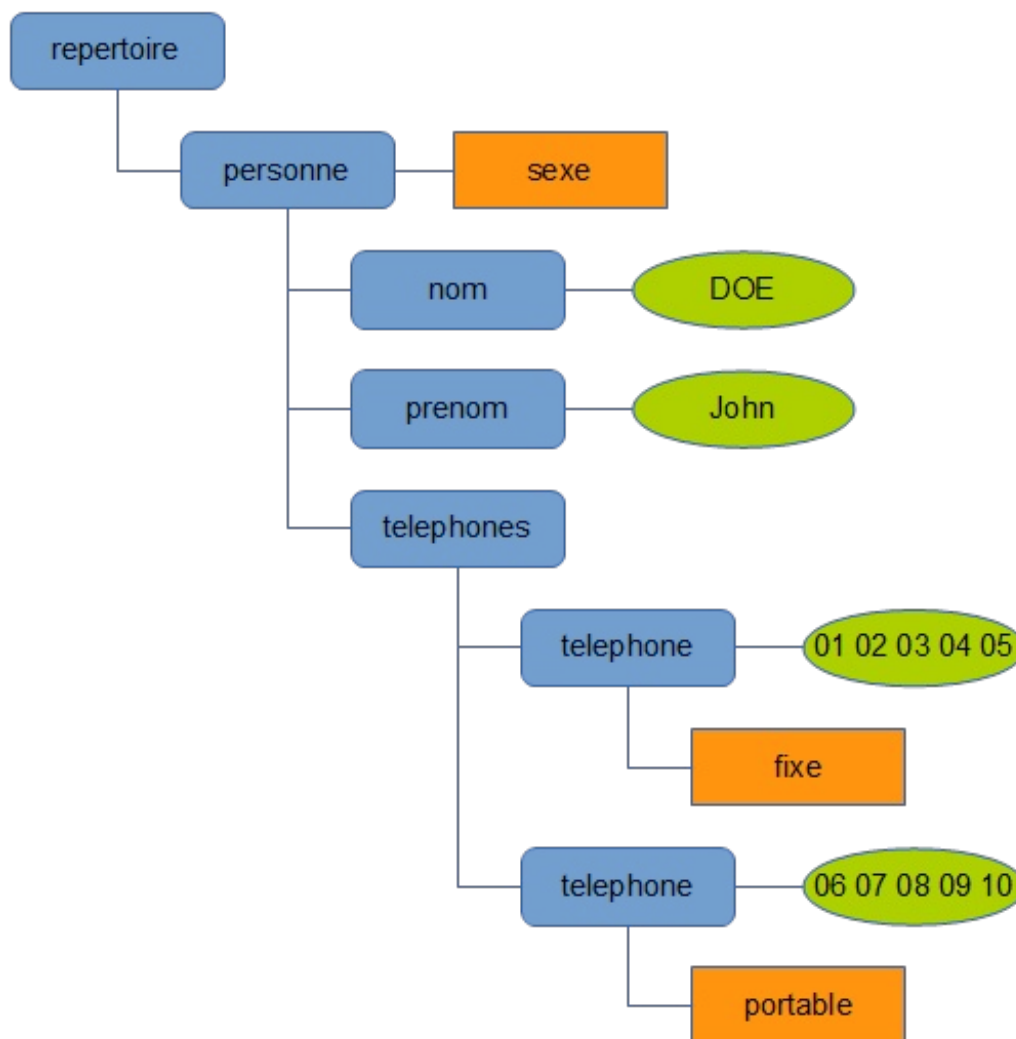 repertoire
personne
sexe
nom
DOE
prenom
John
telephones
telephone
01 02 03 04 05
fixe
telephone
06 07 08 09 10
portable